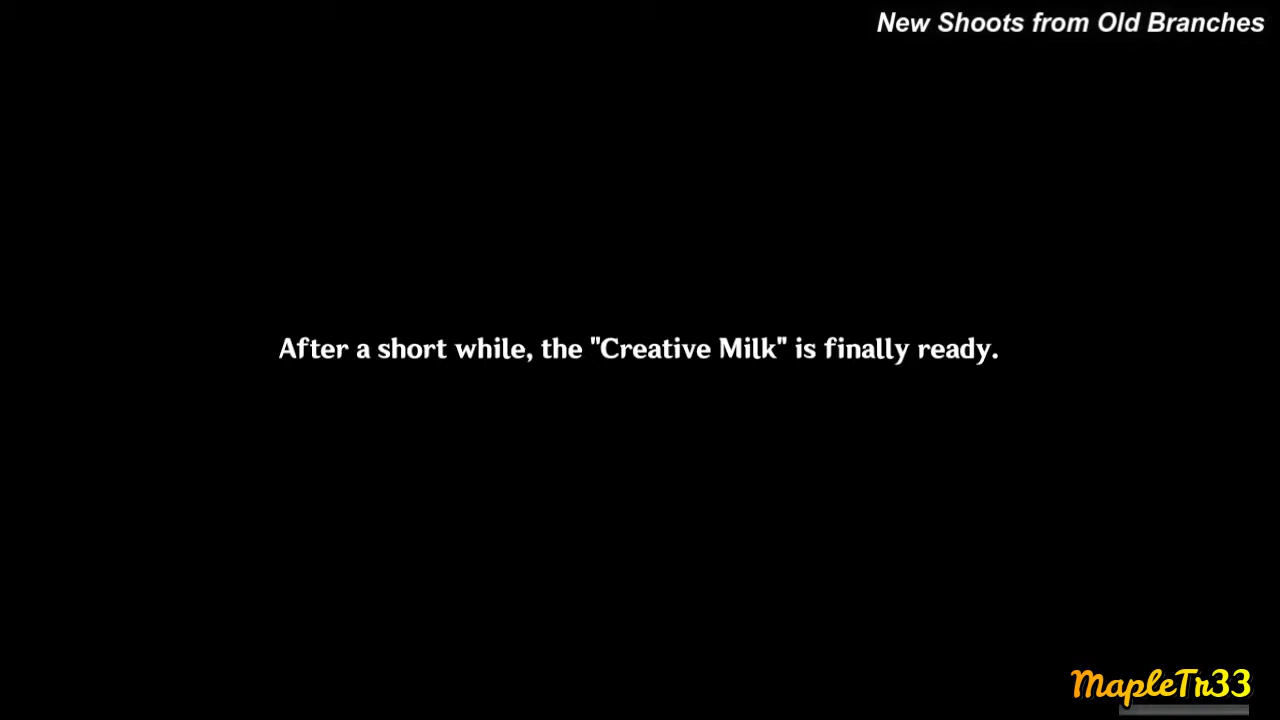 New Shoots from Old Branches
After a short while, the "Creative Milk" is finally ready.
MapleTr33